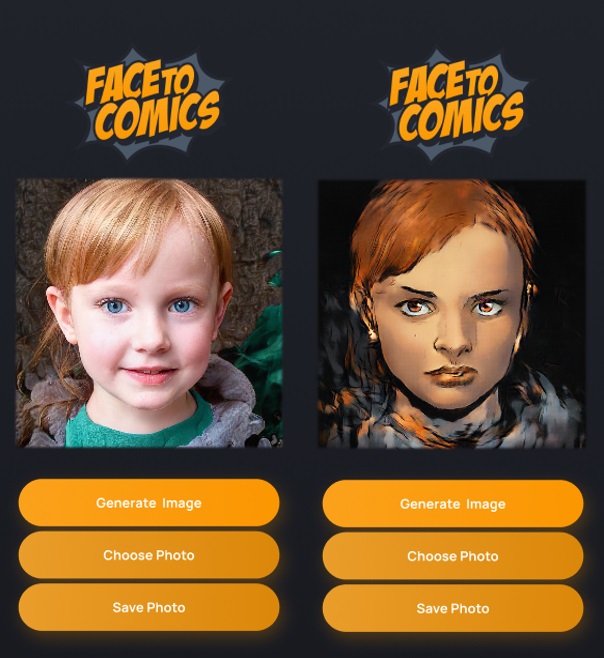 FACE TO
COMICS
Generate Image
Choose Photo
Save Photo
FACE TO
COMICS
Generate Image
Choose Photo
Save Photo